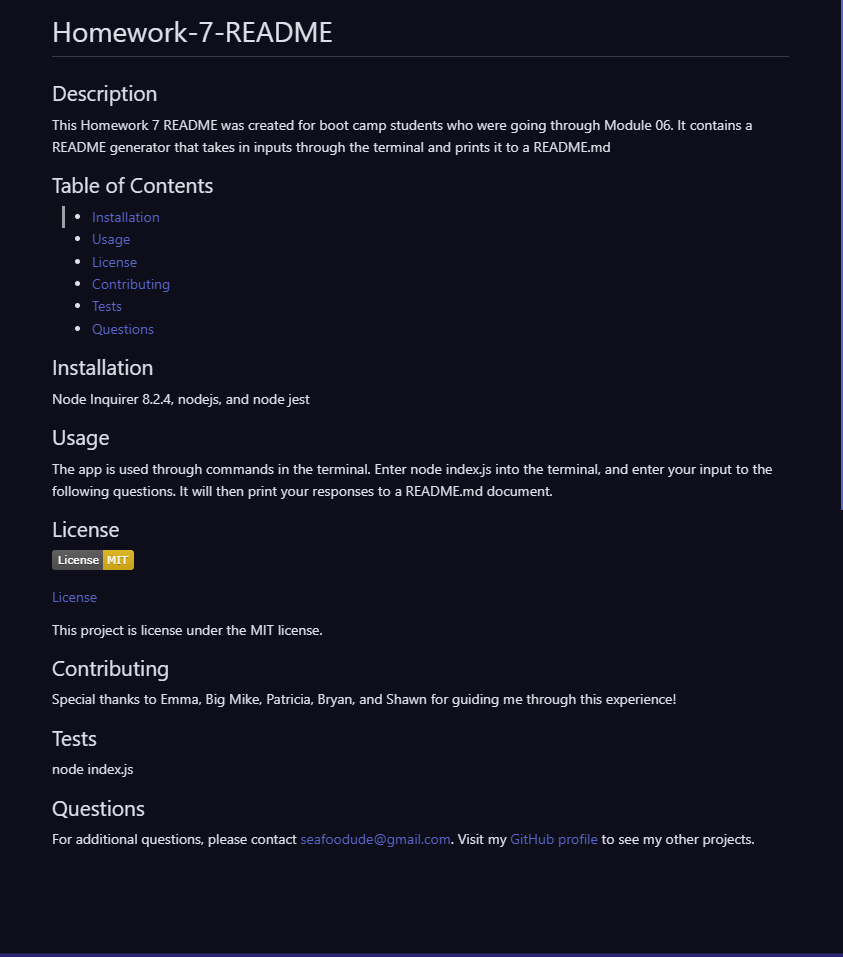 Homework-7-README
Description
This Homework 7 README was created for boot camp students who were going through Module 06. It contains a
README generator that takes in inputs through the terminal and prints it to a README.md
Table of Contents
Installation
Usage
License
Contributing
Tests
Questions
Installation
Node Inquirer 8.2.4, nodejs, and node jest
Usage
The app is used through commands in the terminal. Enter node index.js into the terminal, and enter your input to the
following questions. It will then print your responses to a README.md document.
License
License MIT
License
This project is license under the MIT license.
Contributing
Special thanks to Emma, Big Mike, Patricia, Bryan, and Shawn for guiding me through this experience!
Tests
node index.js
Questions
For additional questions, please contact seafoodude@gmail.com. Visit my GitHub profile to see my other projects.